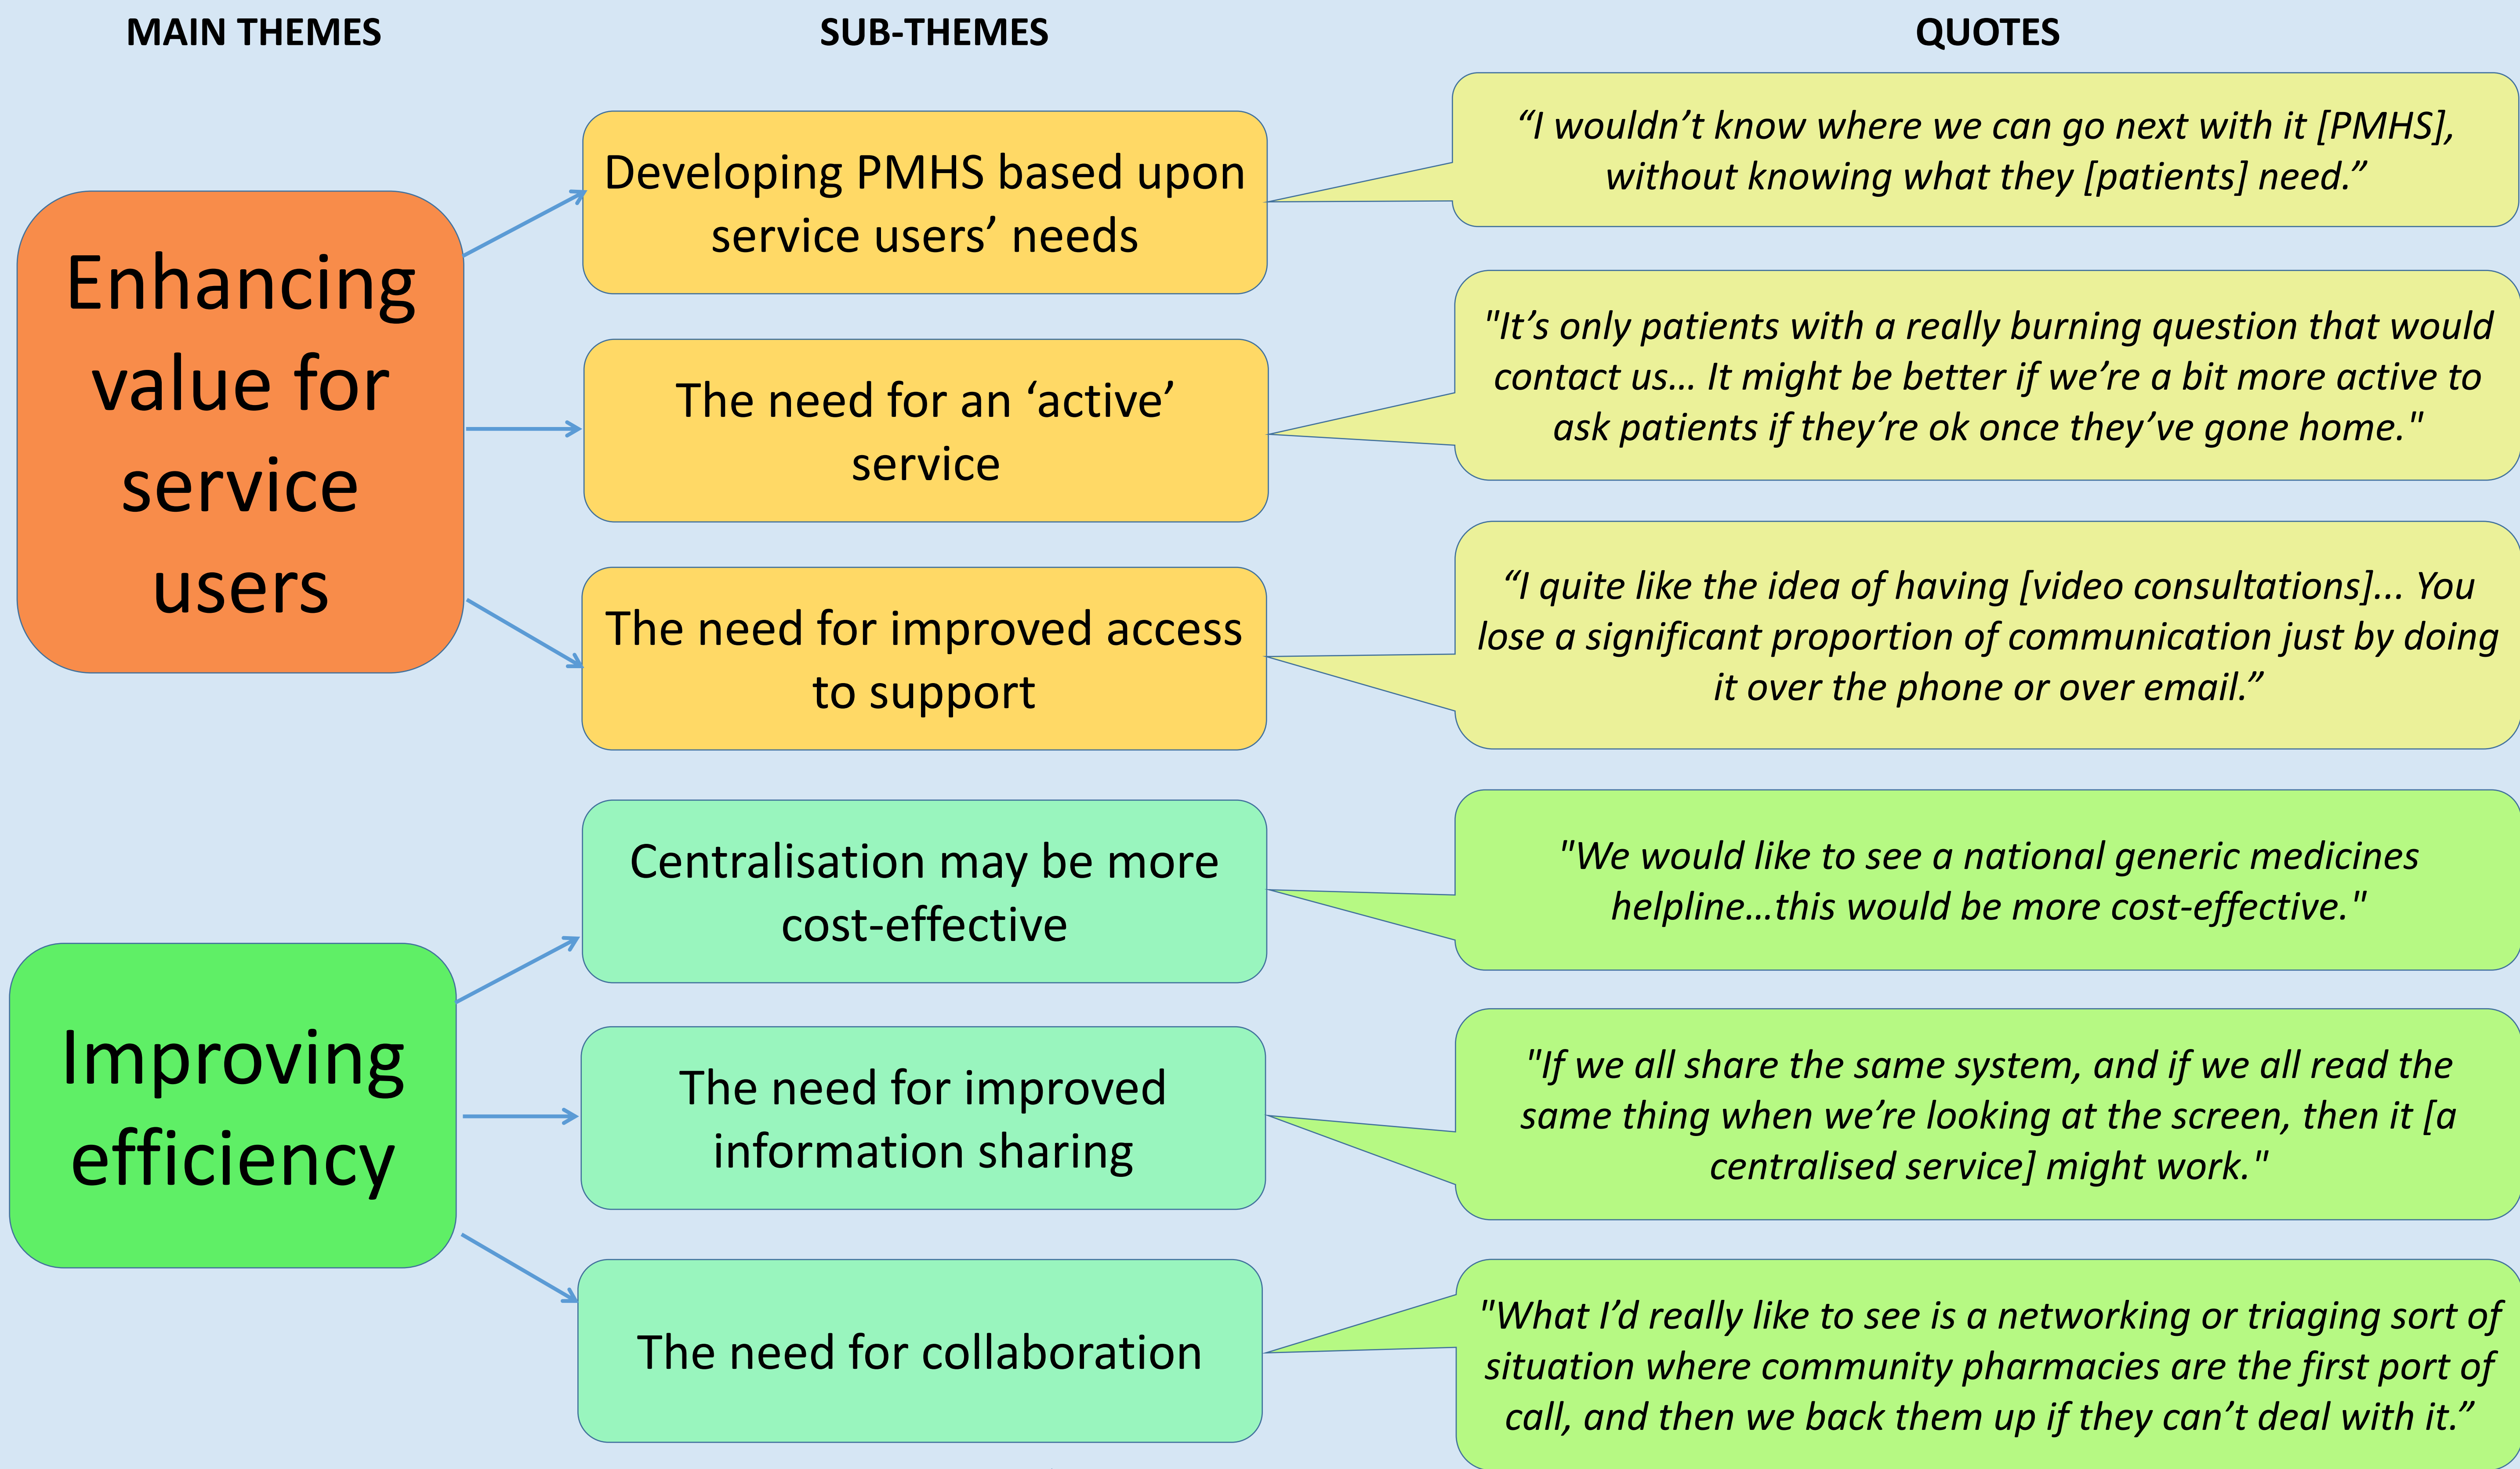 MAIN THEMES
SUB-THEMES
QUOTES
Enhancing
value for
service
users
Developing PMHS based upon
service users’ needs
“I wouldn’t know where we can go next with it [PMHS],
without knowing what they [patients] need.”
The need for an ‘active’
service
"It’s only patients with a really burning question that would
contact us... It might be better if we’re a bit more active to
ask patients if they’re ok once they’ve gone home."
The need for improved access
to support
“I quite like the idea of having [video consultations]... You
lose a significant proportion of communication just by doing
it over the phone or over email.”
Improving
efficiency
Centralisation may be more
cost-effective
"We would like to see a national generic medicines
helpline...this would be more cost-effective."
The need for improved
information sharing
"If we all share the same system, and if we all read the
same thing when we’re looking at the screen, then it [a
centralised service] might work."
The need for collaboration
"What I’d really like to see is a networking or triaging sort of
situation where community pharmacies are the first port of
call, and then we back them up if they can’t deal with it.”